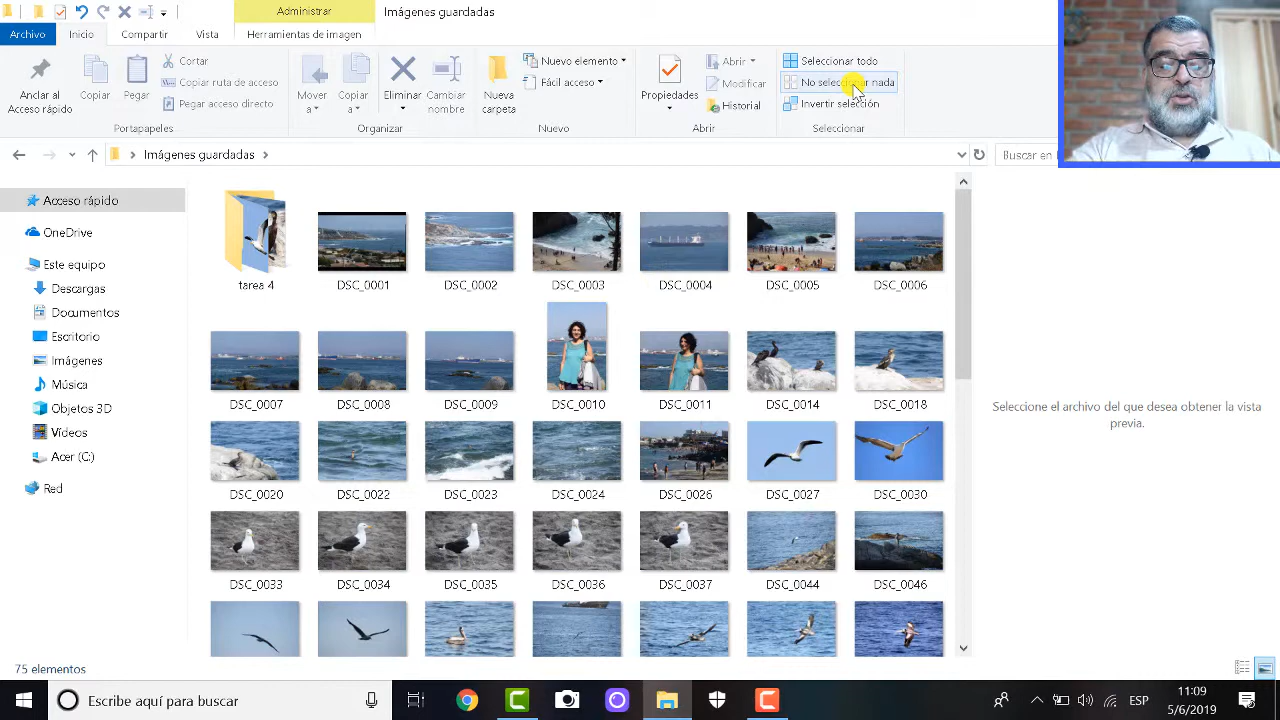 Administrar
Imágenes guardadas
Archivo
Inicio
Compartir
Vista
Herramientas de imagen
Anclar al
Acceso rápido
Copiar
Pegar
Cortar
Copiar ruta de acceso
Pegar acceso directo
Portapapeles
Mover
a
Copiar
a
Eliminar
Cambiar
nombre
Organizar
Nueva
carpeta
Nuevo elemento
Fácil acceso
Nuevo
Propiedades
Abrir
Modificar
Historial
Abrir
Seleccionar todo
No seleccionar nada
Invertir selección
Seleccionar
Imágenes guardadas
Buscar en
Acceso rápido
OneDrive
Este equipo
Descargas
Documentos
Escritorio
Imágenes
Música
Objetos 3D
Vídeos
Acer (C:)
Red
tarea 4
DSC_0001
DSC_0002
DSC_0003
DSC_0004
DSC_0005
DSC_0006
DSC_0007
DSC_0008
DSC_0009
DSC_0010
DSC_0011
DSC_0014
DSC_0018
DSC_0020
DSC_0022
DSC_0023
DSC_0024
DSC_0026
DSC_0027
DSC_0030
DSC_0033
DSC_0034
DSC_0035
DSC_0036
DSC_0037
DSC_0044
DSC_0046
Seleccione el archivo del que desea obtener la vista
previa.
75 elementos
Escribe aquí para buscar
ESP
11:09
5/6/2019